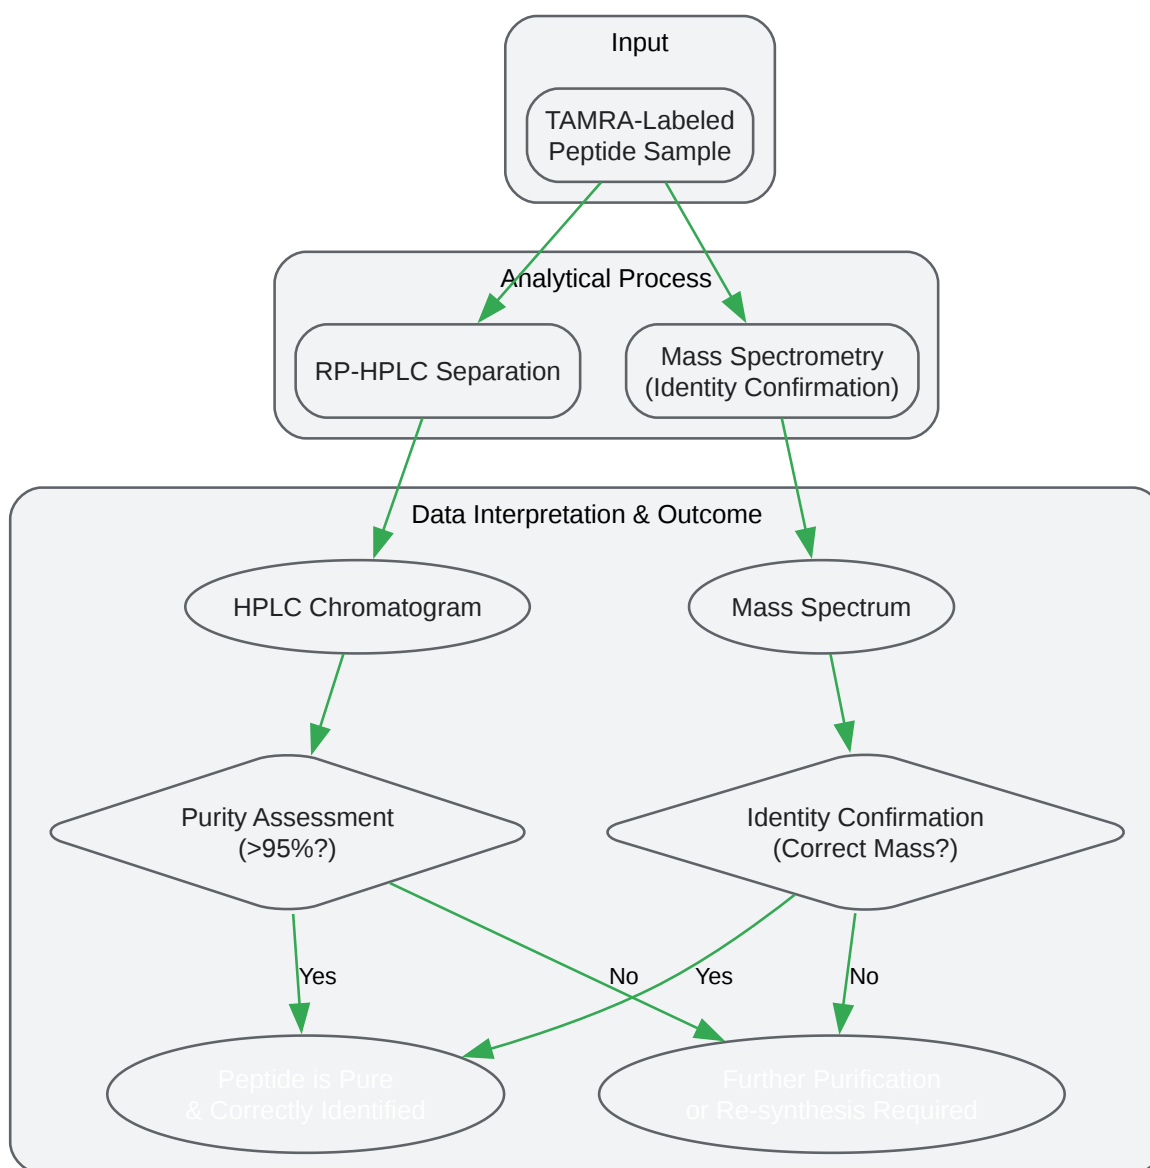 Input
TAMRA-Labeled
Peptide Sample
Analytical Process
RP-HPLC Separation
Mass Spectrometry
(Identity Confirmation)
Data Interpretation & Outcome
HPLC Chromatogram
Mass Spectrum
Purity Assessment
(>95%?)
Identity Confirmation
(Correct Mass?)
Yes
No
Yes
No
Peptide is Pure
& Correctly Identified
Further Purification
or Re-synthesis Required